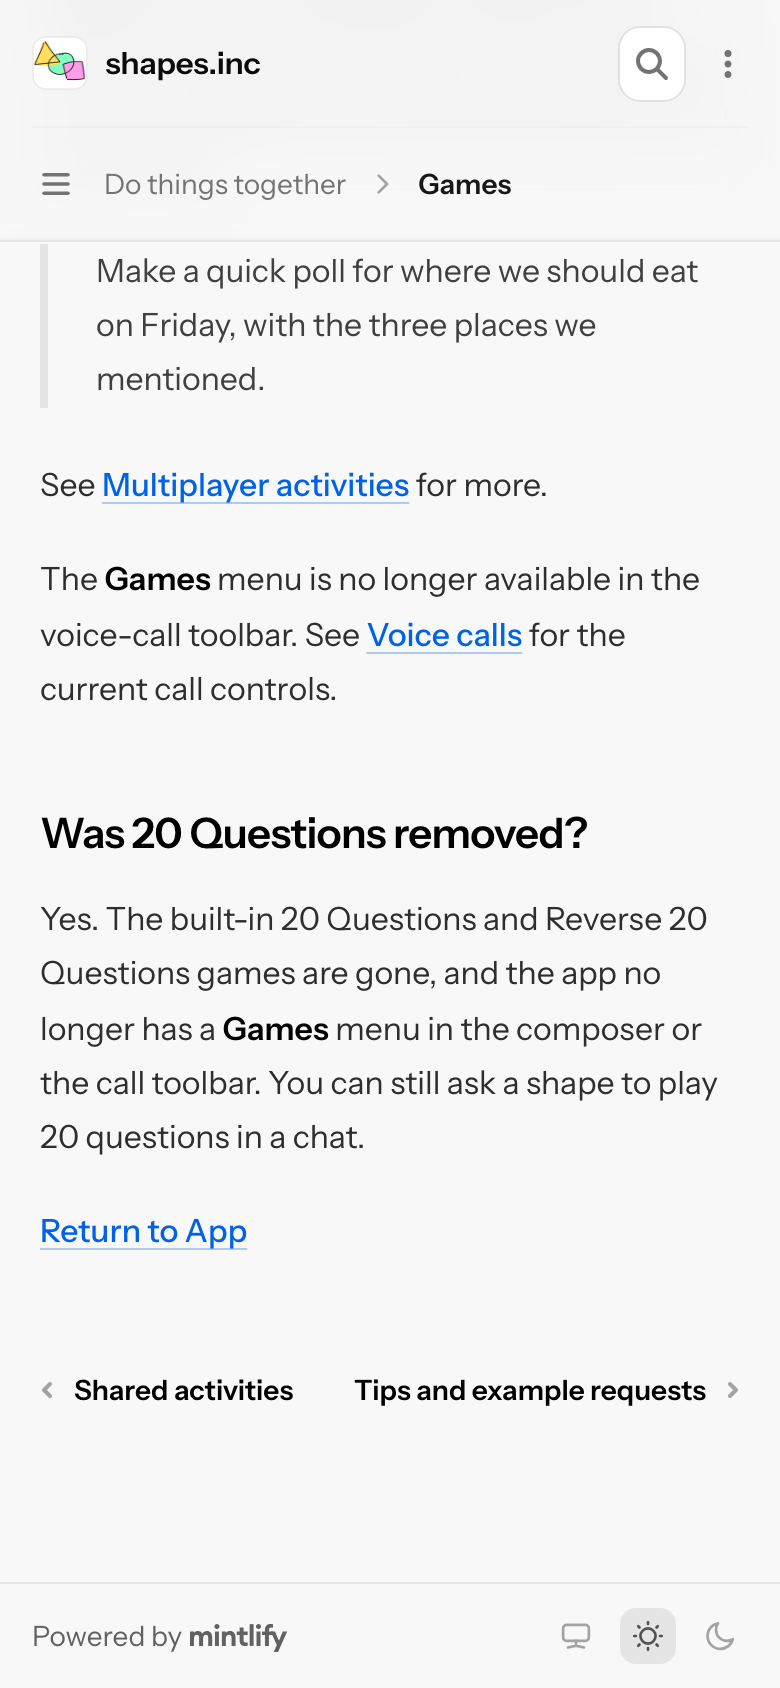 shapes.inc
Do things together > Games
Make a quick poll for where we should eat
on Friday, with the three places we
mentioned.
See Multiplayer activities for more.
The Games menu is no longer available in the
voice-call toolbar. See Voice calls for the
current call controls.
Was 20 Questions removed?
Yes. The built-in 20 Questions and Reverse 20
Questions games are gone, and the app no
longer has a Games menu in the composer or
the call toolbar. You can still ask a shape to play
20 questions in a chat.
Return to App
Shared activities
Tips and example requests
Powered by mintlify